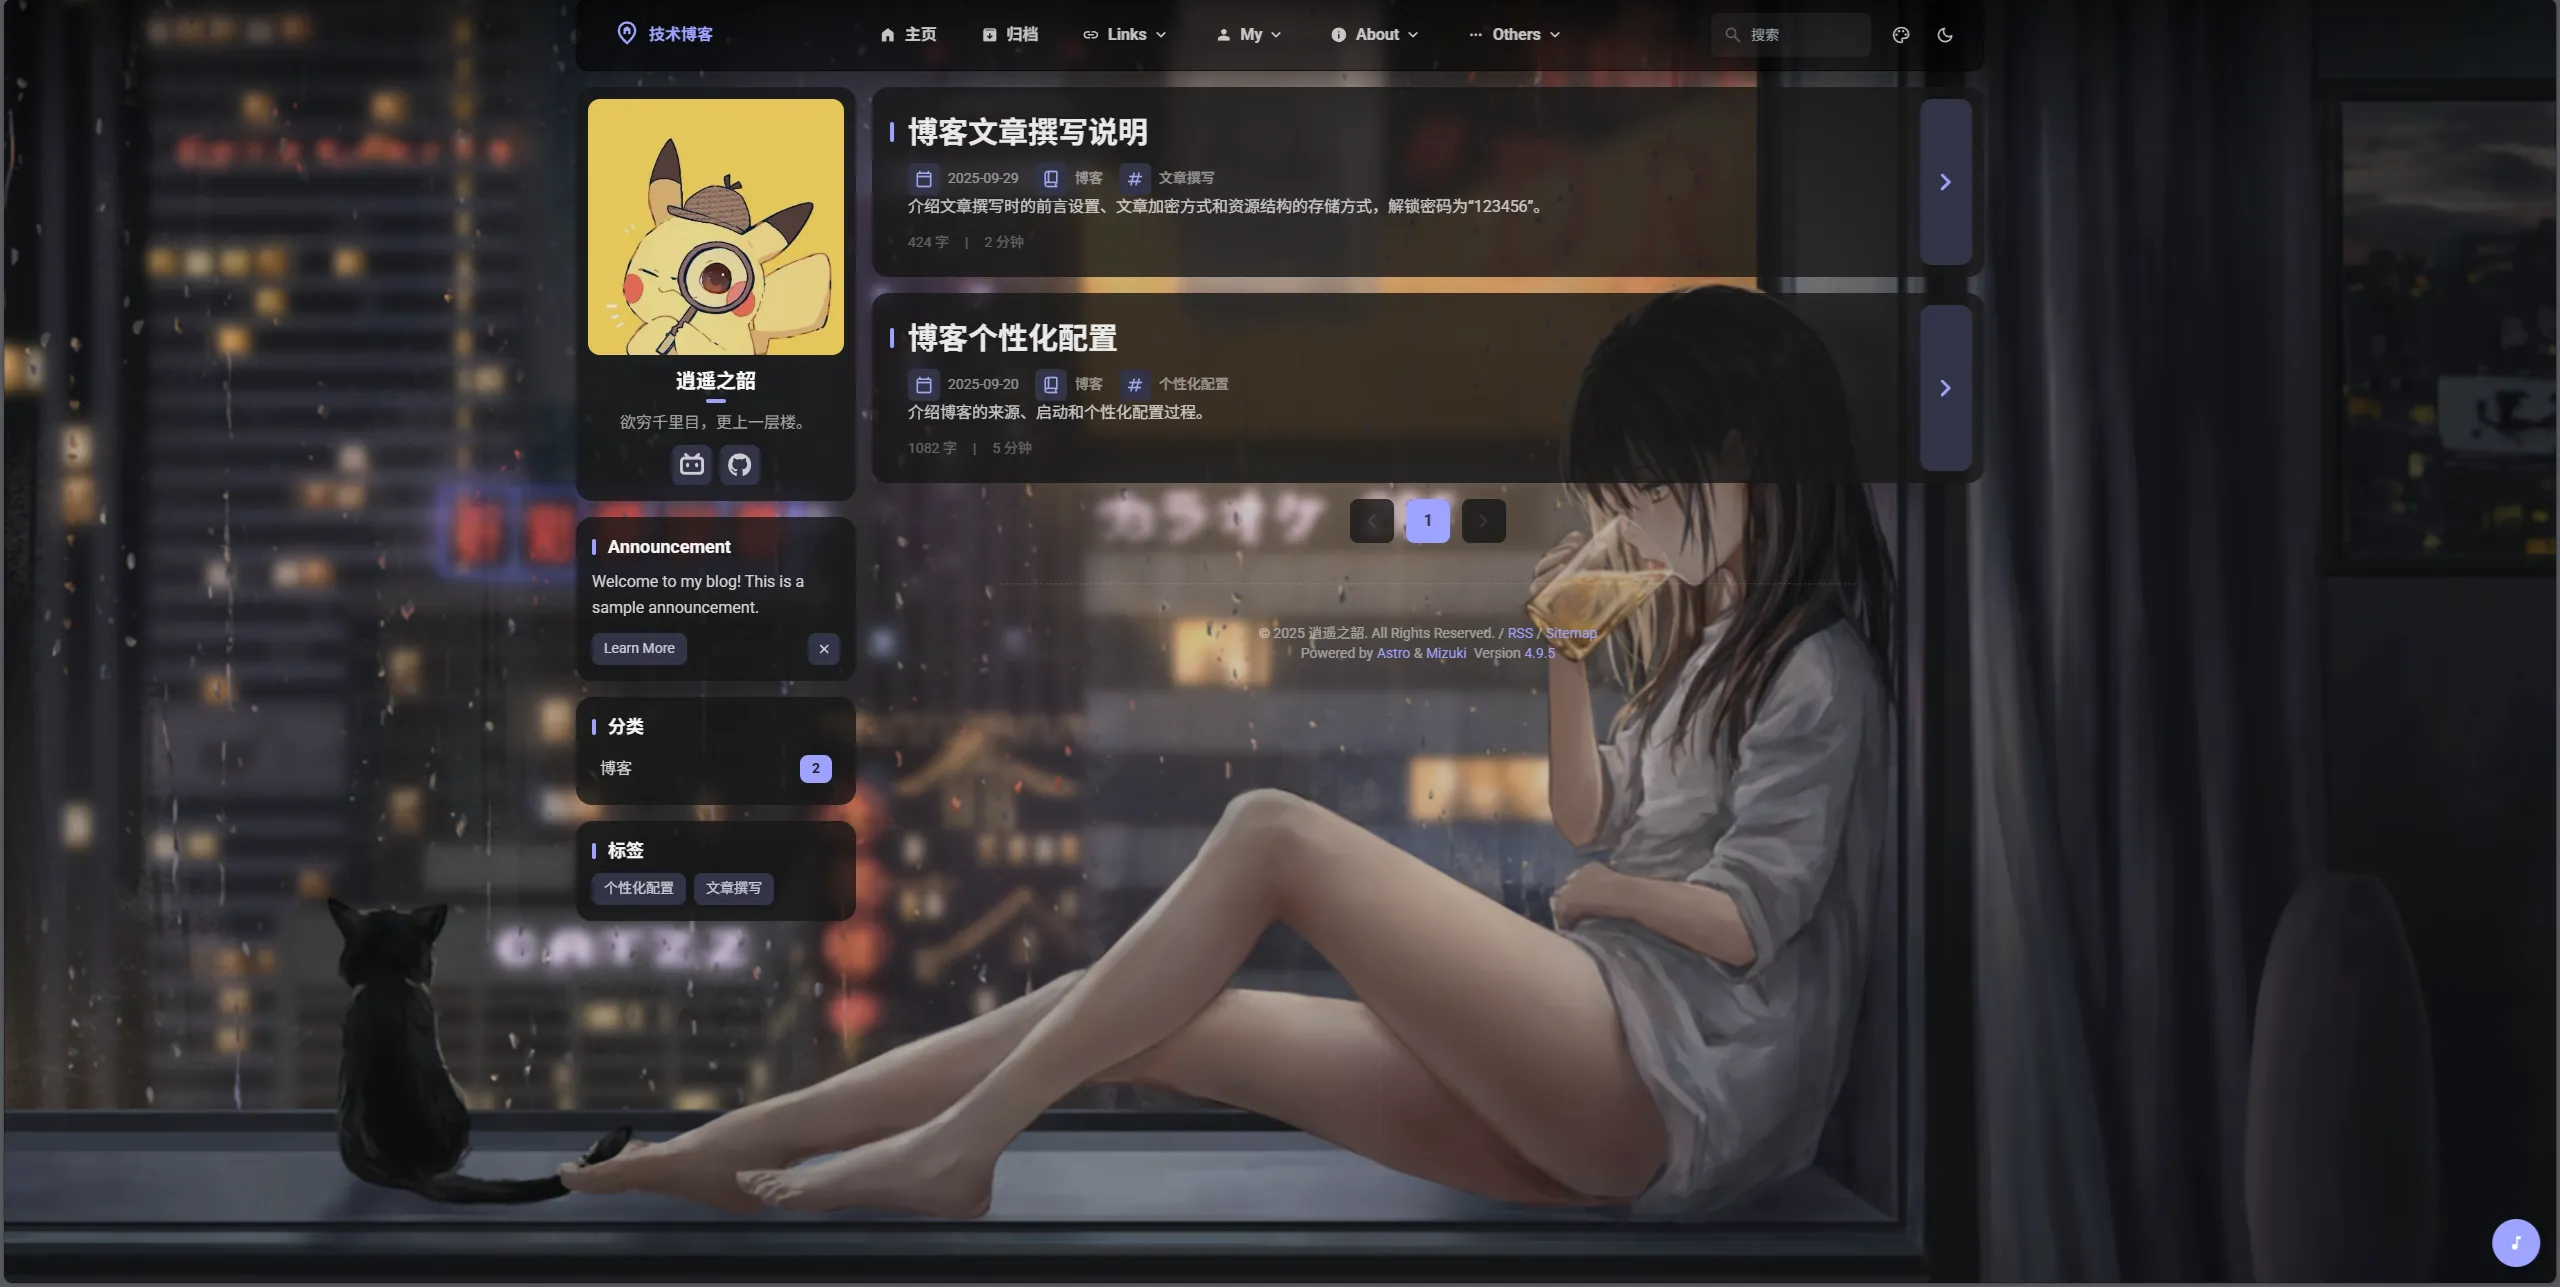 技术博客
主页
归档
Links
My
About
Others
搜索
逍遥之韶
欲穷千里目，更上一层楼。
Announcement
Welcome to my blog! This is a
sample announcement.
Learn More
分类
博客 2
标签
个性化配置 文章撰写
博客文章撰写说明
2025-09-29 博客 # 文章撰写
介绍文章撰写时的前言设置、文章加密方式和资源结构的存储方式，解锁密码为“123456”。
424 字 | 2 分钟
博客个性化配置
2025-09-20 博客 # 个性化配置
介绍博客的来源、启动和个性化配置过程。
1082 字 | 5 分钟
1
© 2025 逍遥之韶. All Rights Reserved. / RSS / Sitemap
Powered by Astro & Mizuki Version 4.9.5
カラオケ
CATZZ